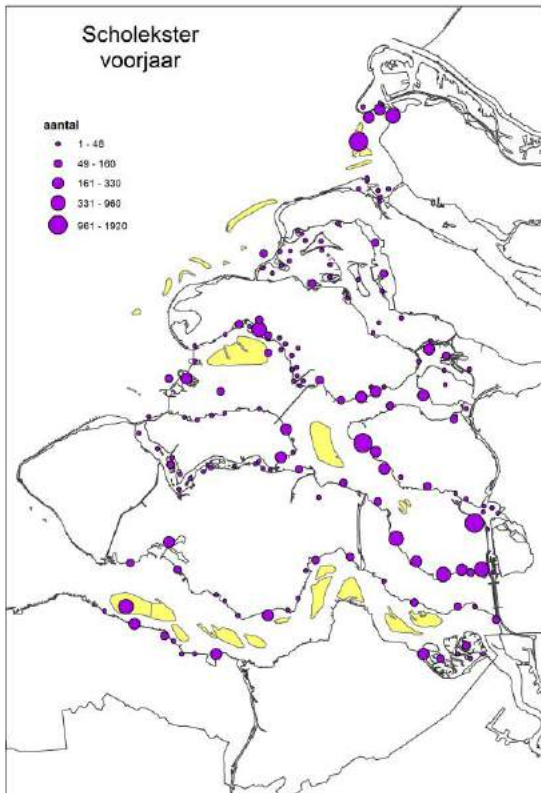 Scholekster
voorjaar
aantal
1 - 48
49 - 160
161 - 330
331 - 960
961 - 1920